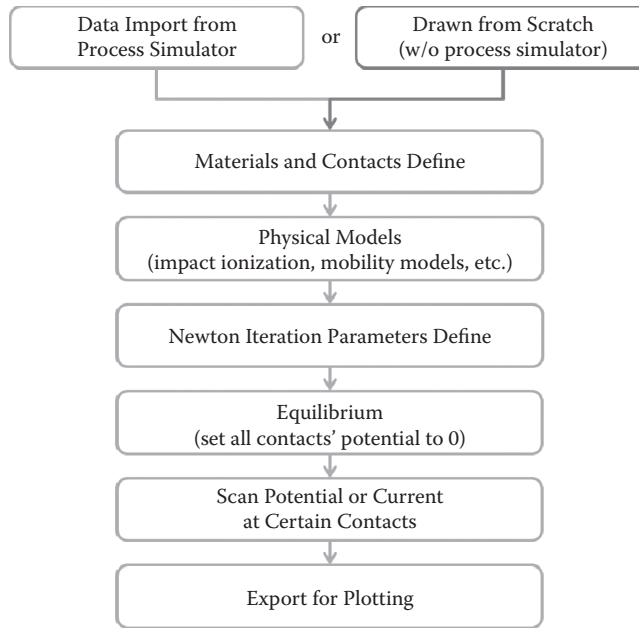 Data Import from
Process Simulator
or
Drawn from Scratch
(w/o process simulator)
Materials and Contacts Define
Physical Models
(impact ionization, mobility models, etc.)
Newton Iteration Parameters Define
Equilibrium
(set all contacts’ potential to 0)
Scan Potential or Current
at Certain Contacts
Export for Plotting